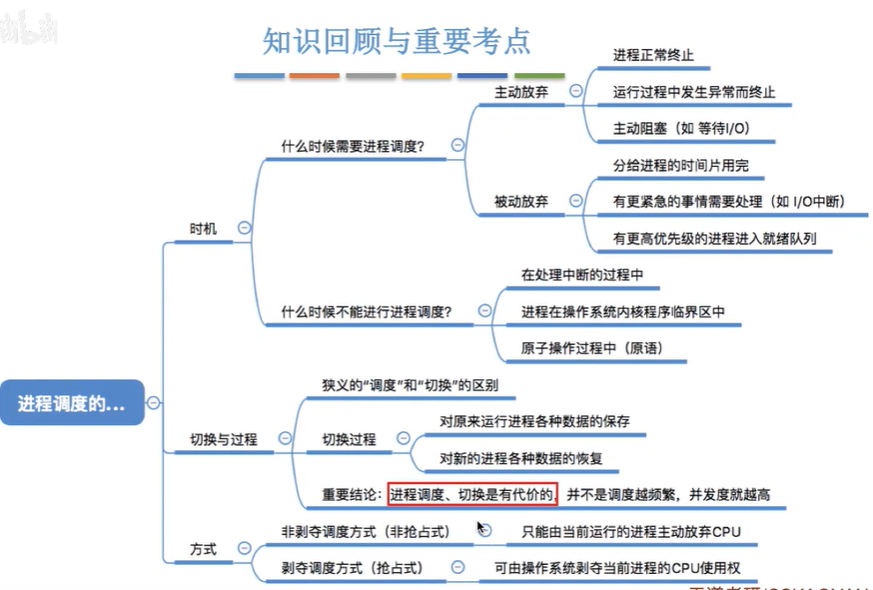 知识回顾与重要考点
进程正常终止
主动放弃
运行过程中发生异常而终止
主动阻塞（如 等待I/O）
什么时候需要进程调度？
分给进程的时间片用完
被动放弃
有更紧急的事情需要处理（如 I/O中断）
有更高优先级的进程进入就绪队列
时机
在处理中断的过程中
什么时候不能进行进程调度？
进程在操作系统内核程序临界区中
原子操作过程中（原语）
进程调度的...
狭义的“调度”和“切换”的区别
切换与过程
切换过程
对原来运行进程各种数据的保存
对新的进程各种数据的恢复
重要结论：进程调度、切换是有代价的，并不是调度越频繁，并发度就越高
方式
非剥夺调度方式（非抢占式）
只能由当前运行的进程主动放弃CPU
剥夺调度方式（抢占式）
可由操作系统剥夺当前进程的CPU使用权